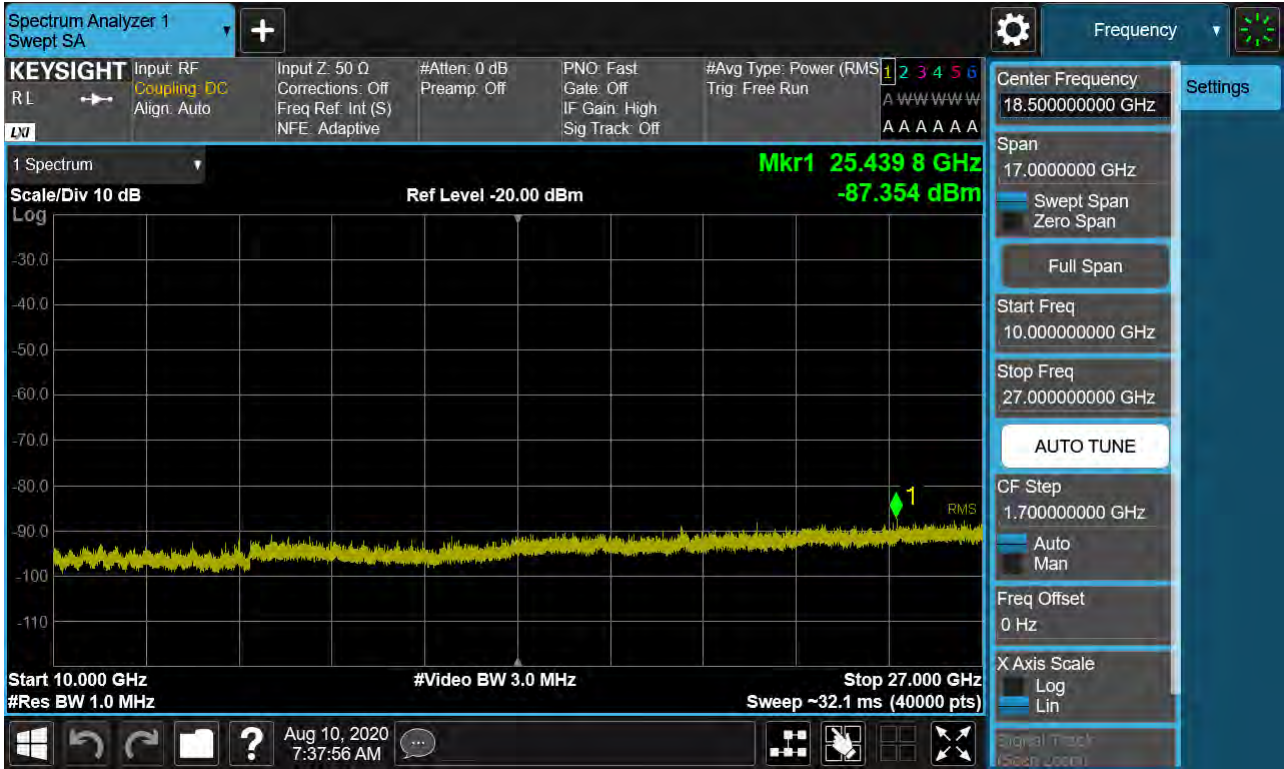 Spectrum Analyzer 1
Swept SA
+
Frequency
KEYSIGHT
RL
LXI
Input: RF
Coupling: DC
Align: Auto
Input Z: 50 Ω
Corrections: Off
Freq Ref: Int (S)
NFE: Adaptive
#Atten: 0 dB
Preamp: Off
PNO: Fast
Gate: Off
IF Gain: High
Sig Track: Off
#Avg Type: Power (RMS
Trig: Free Run
1 2 3 4 5 6
A W W W W W
A A A A A A
1 Spectrum
Scale/Div 10 dB
Log
Ref Level -20.00 dBm
Mkr1 25.439 8 GHz
-87.354 dBm
-30.0
-40.0
-50.0
-60.0
-70.0
-80.0
-90.0
-100
-110
1
RMS
Start 10.000 GHz
#Res BW 1.0 MHz
#Video BW 3.0 MHz
Stop 27.000 GHz
Sweep ~32.1 ms (40000 pts)
Center Frequency
18.500000000 GHz
Span
17.0000000 GHz
Swept Span
Zero Span
Full Span
Start Freq
10.000000000 GHz
Stop Freq
27.000000000 GHz
AUTO TUNE
CF Step
1.700000000 GHz
Auto
Man
Freq Offset
0 Hz
X Axis Scale
Log
Lin
Signal Track
(Span Zoom)
Settings
?
Aug 10, 2020
7:37:56 AM